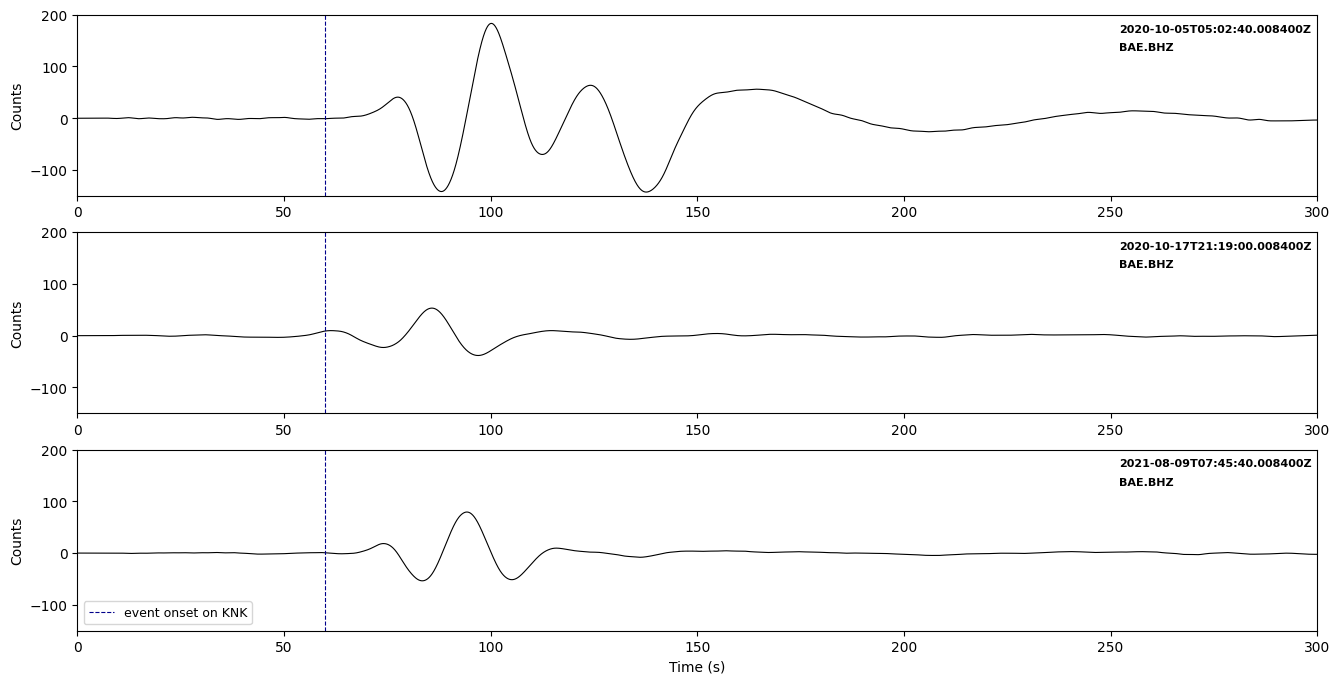 200
100
0
−100
Counts
2020-10-05T05:02:40.008400Z
BAE.BHZ
0 50 100 150 200 250 300
200
100
0
−100
Counts
2020-10-17T21:19:00.008400Z
BAE.BHZ
0 50 100 150 200 250 300
200
100
0
−100
Counts
2021-08-09T07:45:40.008400Z
BAE.BHZ
event onset on KNK
0 50 100 150 200 250 300
Time (s)